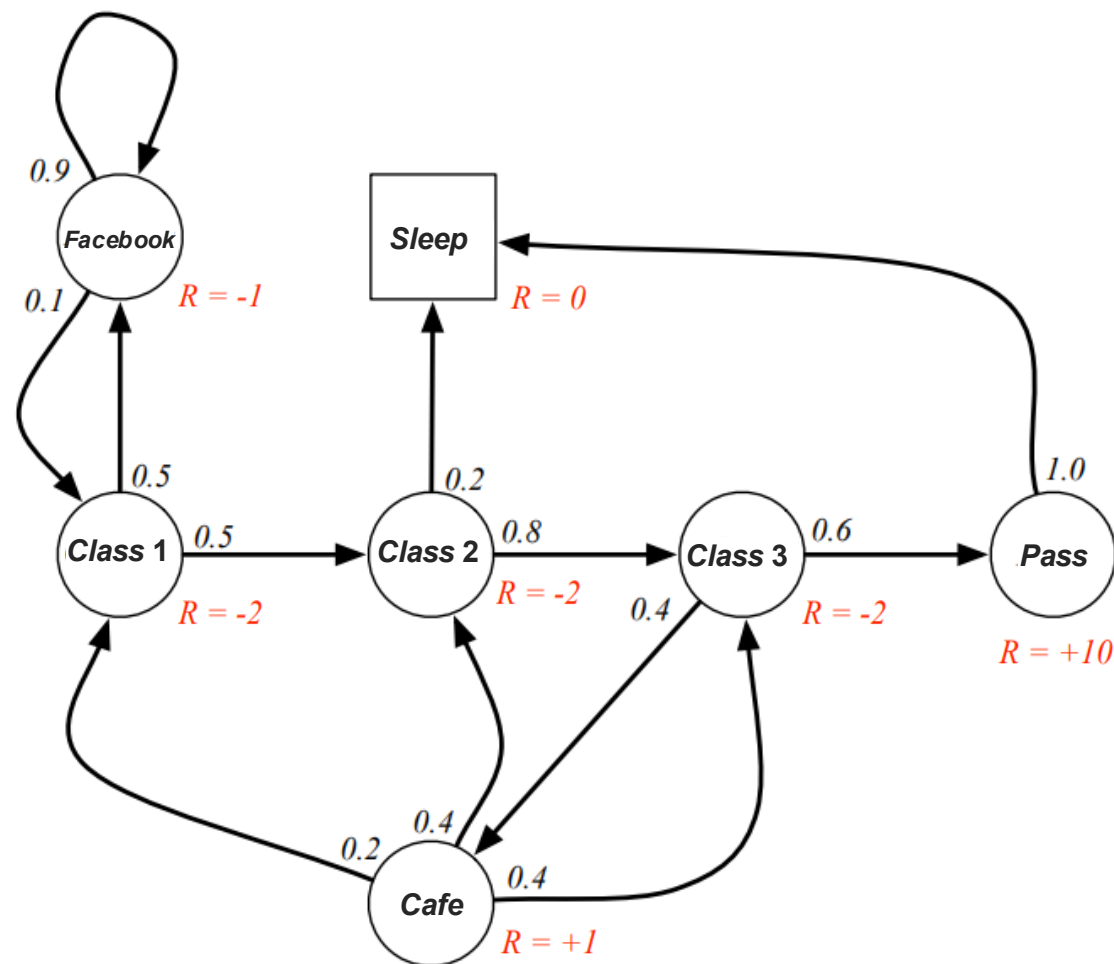 0.9
Facebook
Sleep
0.1
R = -1
R = 0
0.5
0.2
1.0
Class 1
0.5
Class 2
0.8
Class 3
0.6
Pass
R = -2
R = -2
0.4
R = -2
R = +10
0.2
0.4
0.4
Cafe
R = +1